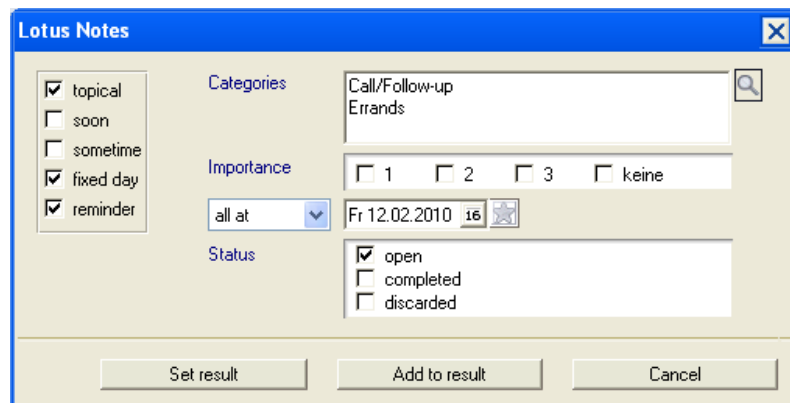 Lotus Notes
topical
soon
sometime
fixed day
reminder
Categories
Call/Follow-up
Errands
Importance
1 2 3 keine
all at
Fr 12.02.2010 16
Status
open
completed
discarded
Set result Add to result Cancel